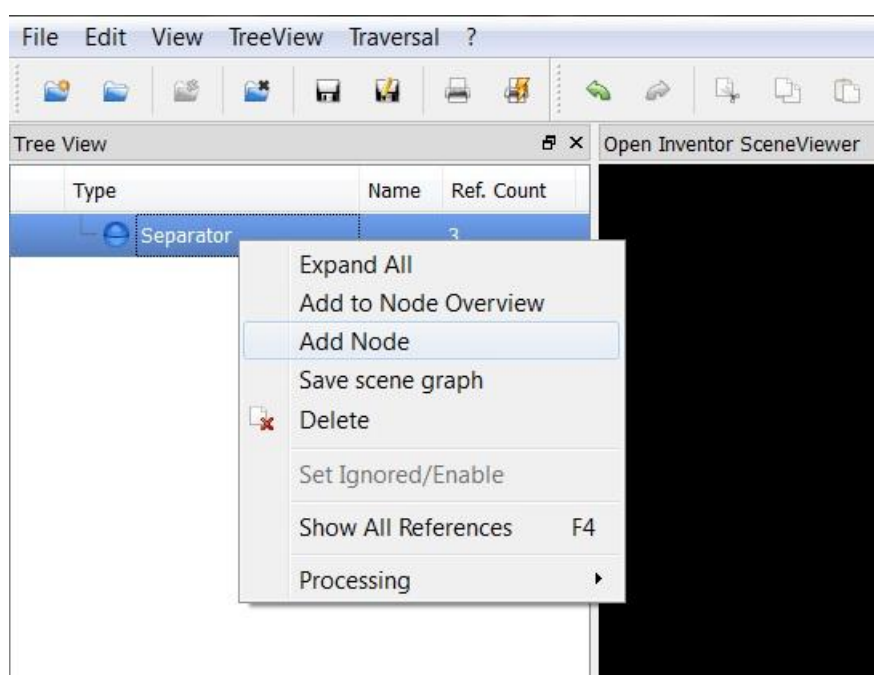 File Edit View TreeView Traversal ?
Tree View
Open Inventor SceneViewer
Type Name Ref. Count
Separator 3
Expand All
Add to Node Overview
Add Node
Save scene graph
Delete
Set Ignored/Enable
Show All References F4
Processing